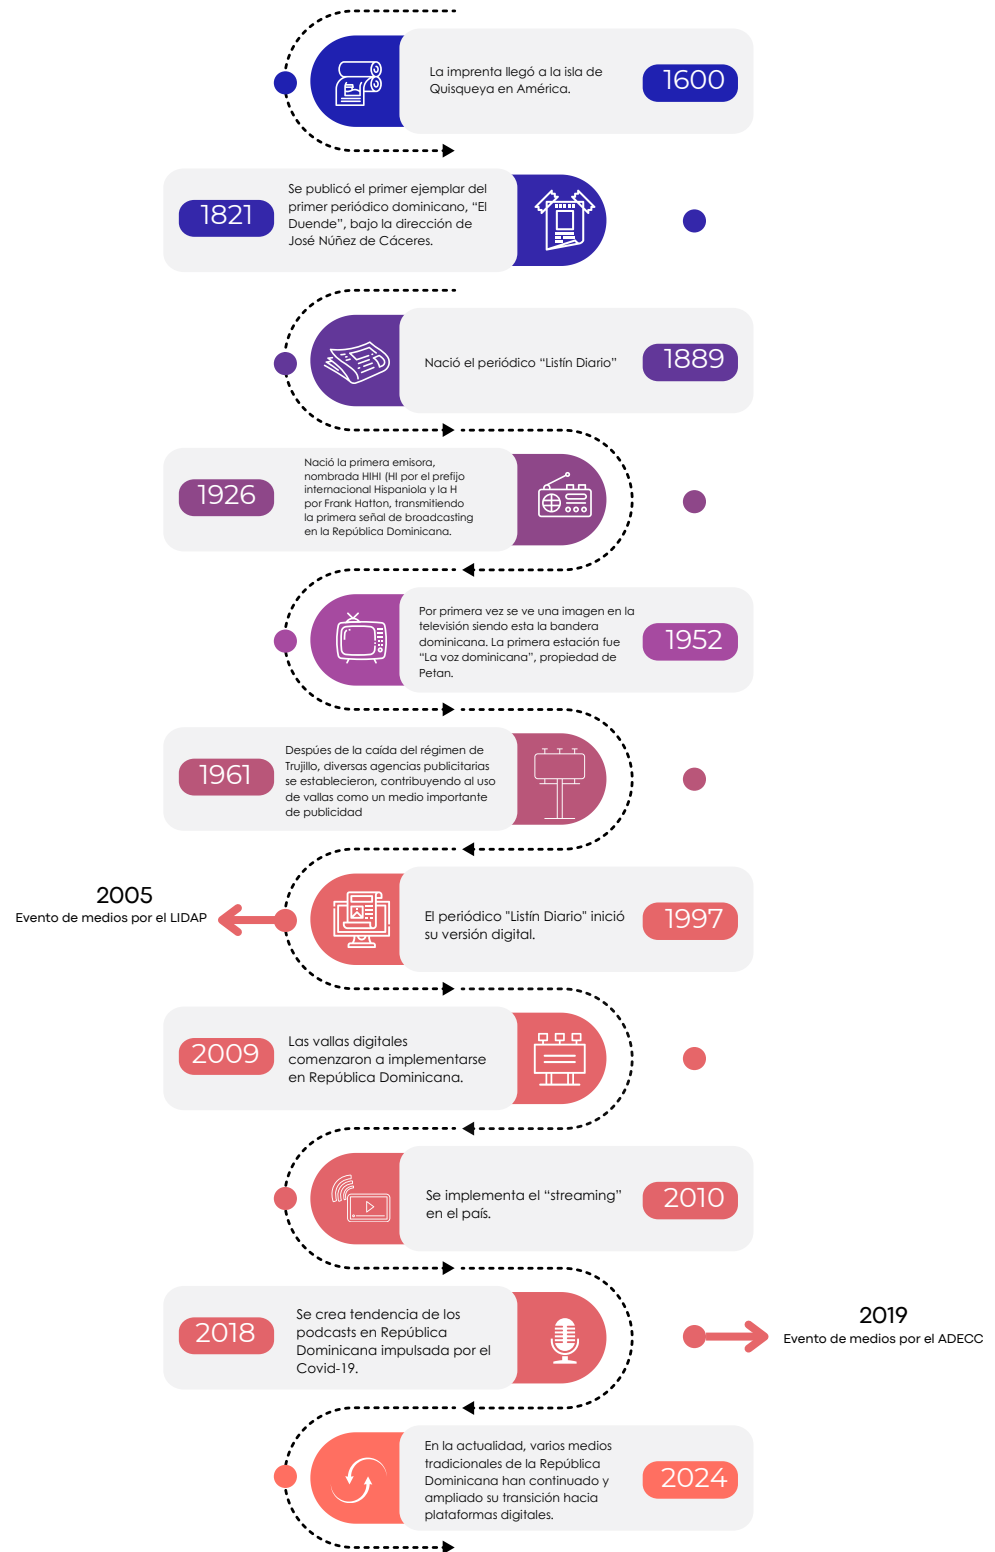 La imprenta llegó a la isla de
Quisqueya en América.
1600
1821
Se publicó el primer ejemplar del
primer periódico dominicano, “El
Duende”, bajo la dirección de
José Núñez de Cáceres.
Nació el periódico “Listín Diario”
1889
1926
Nació la primera emisora,
nombrada HIHI (HI por el prefijo
internacional Hispaniola y la H
por Frank Hatton, transmitiendo
la primera señal de broadcasting
en la República Dominicana.
Por primera vez se ve una imagen en la
televisión siendo esta la bandera
dominicana. La primera estación fue
“La voz dominicana”, propiedad de
Petan.
1952
1961
Despúes de la caída del régimen de
Trujillo, diversas agencias publicitarias
se establecieron, contribuyendo al uso
de vallas como un medio importante
de publicidad
2005
Evento de medios por el LIDAP
El periódico "Listín Diario" inició
su versión digital.
1997
2009
Las vallas digitales
comenzaron a implementarse
en República Dominicana.
Se implementa el “streaming”
en el país.
2010
2018
Se crea tendencia de los
podcasts en República
Dominicana impulsada por el
Covid-19.
2019
Evento de medios por el ADECC
En la actualidad, varios medios
tradicionales de la República
Dominicana han continuado y
ampliado su transición hacia
plataformas digitales.
2024